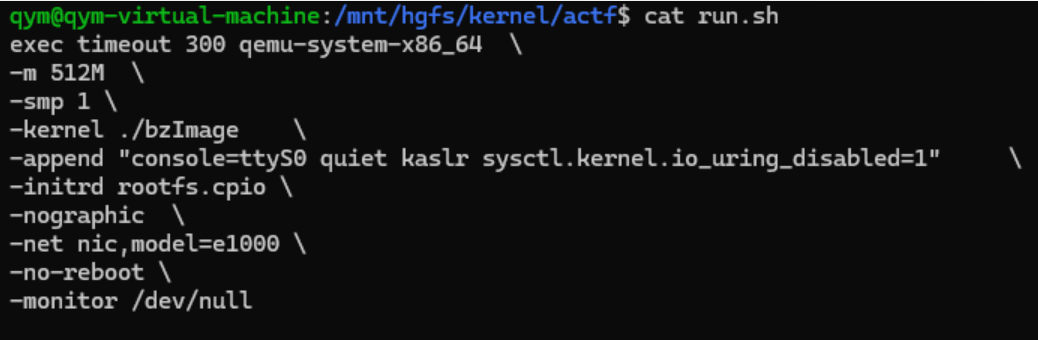 qym@qym-virtual-machine:/mnt/hgfs/kernel/actf$ cat run.sh
exec timeout 300 qemu-system-x86_64  \
-m 512M  \
-smp 1 \
-kernel ./bzImage    \
-append "console=ttyS0 quiet kaslr sysctl.kernel.io_uring_disabled=1"     \
-initrd rootfs.cpio \
-nographic  \
-net nic,model=e1000 \
-no-reboot \
-monitor /dev/null